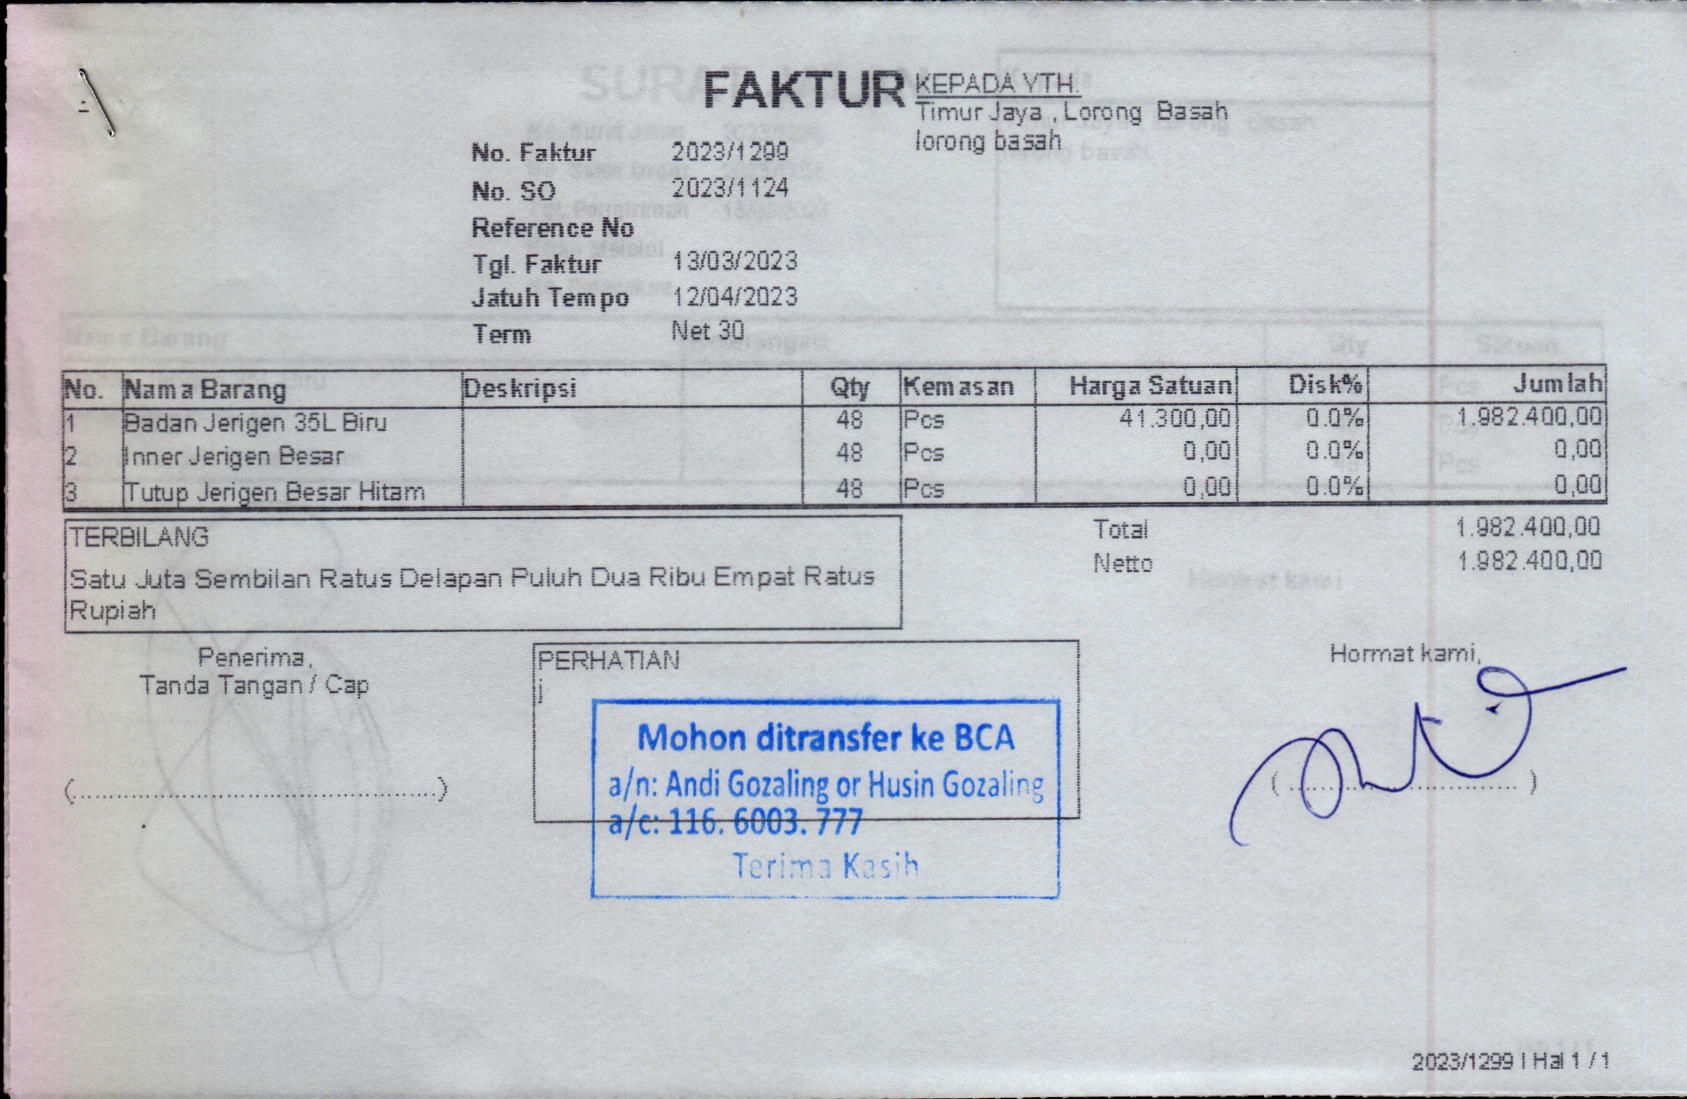 FAKTUR
KEPADA YTH.
Timur Jaya , Lorong Basah
lorong basah
No. Faktur 2023/1299
No. SO 2023/1124
Reference No
Tgl. Faktur 13/03/2023
Jatuh Tempo 12/04/2023
Term Net 30
No. Nama Barang Deskripsi Qty Kemasan Harga Satuan Disk% Jumlah
1 Badan Jerigen 35L Biru 48 Pcs 41.300,00 0.0% 1.982.400,00
2 Inner Jerigen Besar 48 Pcs 0,00 0.0% 0,00
3 Tutup Jerigen Besar Hitam 48 Pcs 0,00 0.0% 0,00
TERBILANG
Satu Juta Sembilan Ratus Delapan Puluh Dua Ribu Empat Ratus
Rupiah
Total 1.982.400,00
Netto 1.982.400,00
Penerima,
Tanda Tangan / Cap
(......................................)
PERHATIAN
j
Mohon ditransfer ke BCA
a/n: Andi Gozaling or Husin Gozaling
a/c: 116. 6003. 777
Terima Kasih
Hormat kami,
(..............................)
2023/1299 | Hal 1 / 1